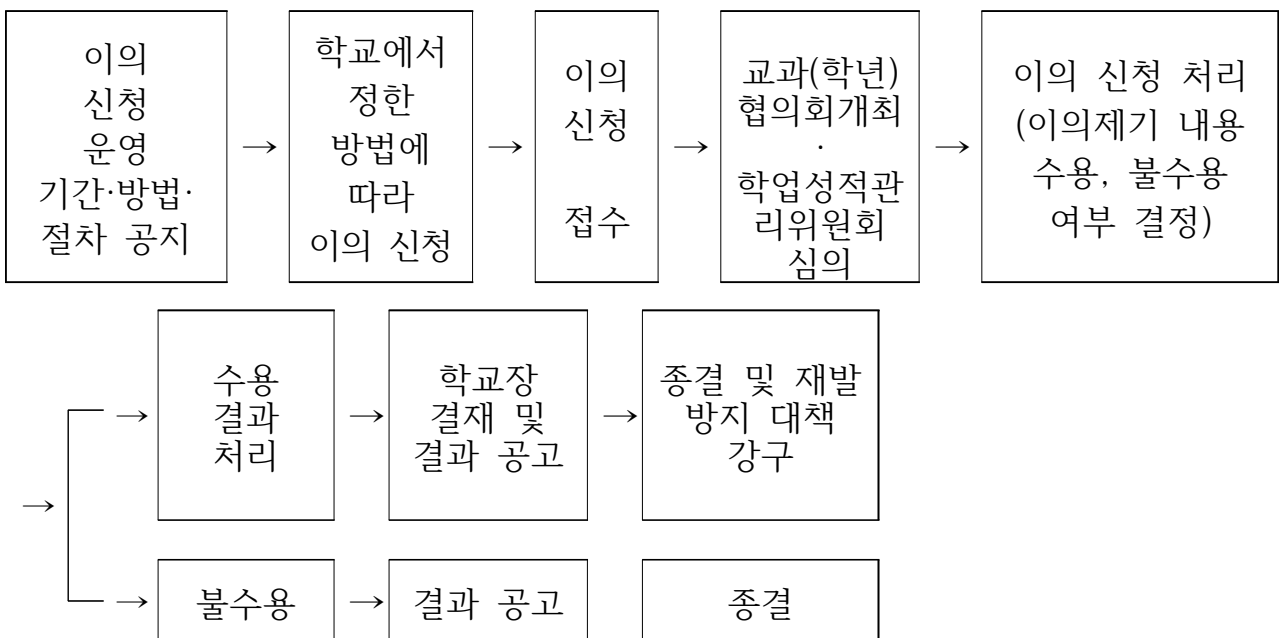 이의
신청
운영
기간·방법·
절차 공지
→
학교에서
정한
방법에
따라
이의 신청
→
이의
신청
접수
→
교과(학년)
협의회개최
·
학업성적관
리위원회
심의
→
이의 신청 처리
(이의제기 내용
수용, 불수용
여부 결정)
→
→
수용
결과
처리
→
학교장
결재 및
결과 공고
→
종결 및 재발
방지 대책
강구
→
불수용
→
결과 공고
종결